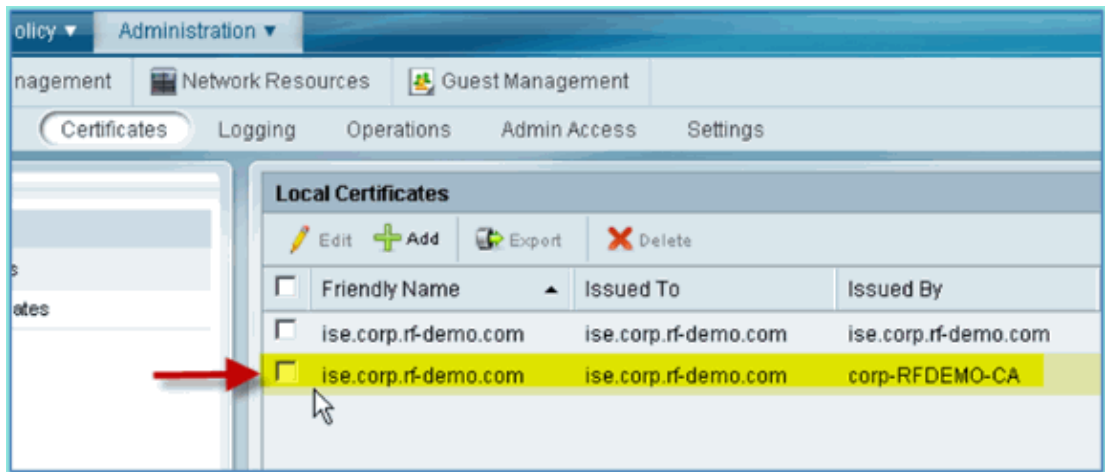 olicy ▼ Administration ▼
nagement Network Resources Guest Management
Certificates Logging Operations Admin Access Settings
Local Certificates
Edit Add Export Delete
s
Friendly Name ▲ Issued To Issued By
ates
ise.corp.rf-demo.com ise.corp.rf-demo.com ise.corp.rf-demo.com
ise.corp.rf-demo.com ise.corp.rf-demo.com corp-RFDEMO-CA